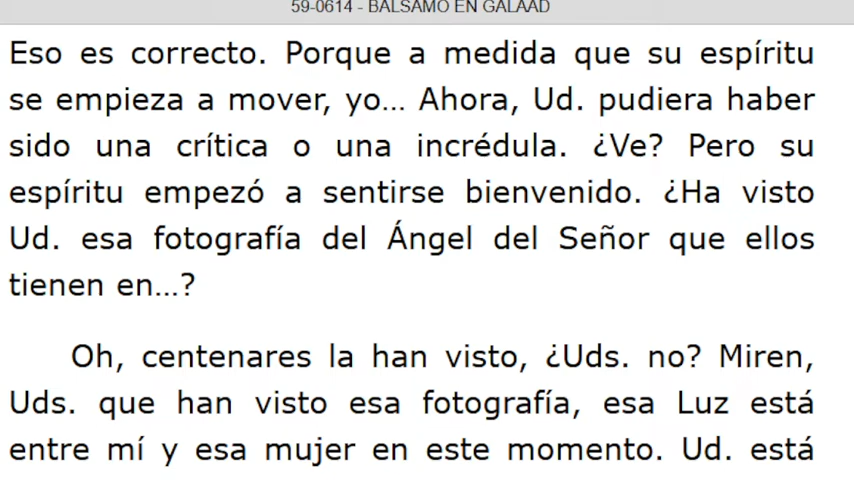 59-0614 - BALSAMO EN GALAAD
Eso es correcto. Porque a medida que su espíritu
se empieza a mover, yo... Ahora, Ud. pudiera haber
sido una crítica o una incrédula. ¿Ve? Pero su
espíritu empezó a sentirse bienvenido. ¿Ha visto
Ud. esa fotografía del Ángel del Señor que ellos
tienen en...?
Oh, centenares la han visto, ¿Uds. no? Miren,
Uds. que han visto esa fotografía, esa Luz está
entre mí y esa mujer en este momento. Ud. está